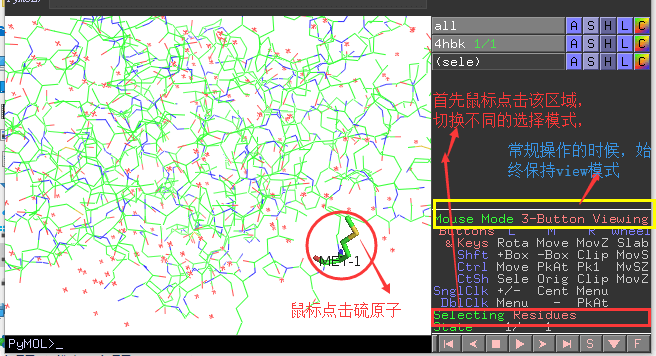 PyMOL>
all A S H L C
4hbk 1/1 A S H L C
(sele) A S H L C
首先鼠标点击该区域,
切换不同的选择模式,
常规操作的时候,始
终保持view模式
Mouse Mode 3-Button Viewing
Buttons L M R Wheel
& Keys Rota Move MovZ Slab
Shft +Box -Box Clip MovS
Ctrl Move PkAt Pk1 MvSZ
CtSh Sele Orig Clip MovZ
SnglClk +/- Cent Menu
DblClk Menu - PkAt
Selecting Residues
State 1/ 1
MET-1
鼠标点击硫原子
PyMOL>_
S F